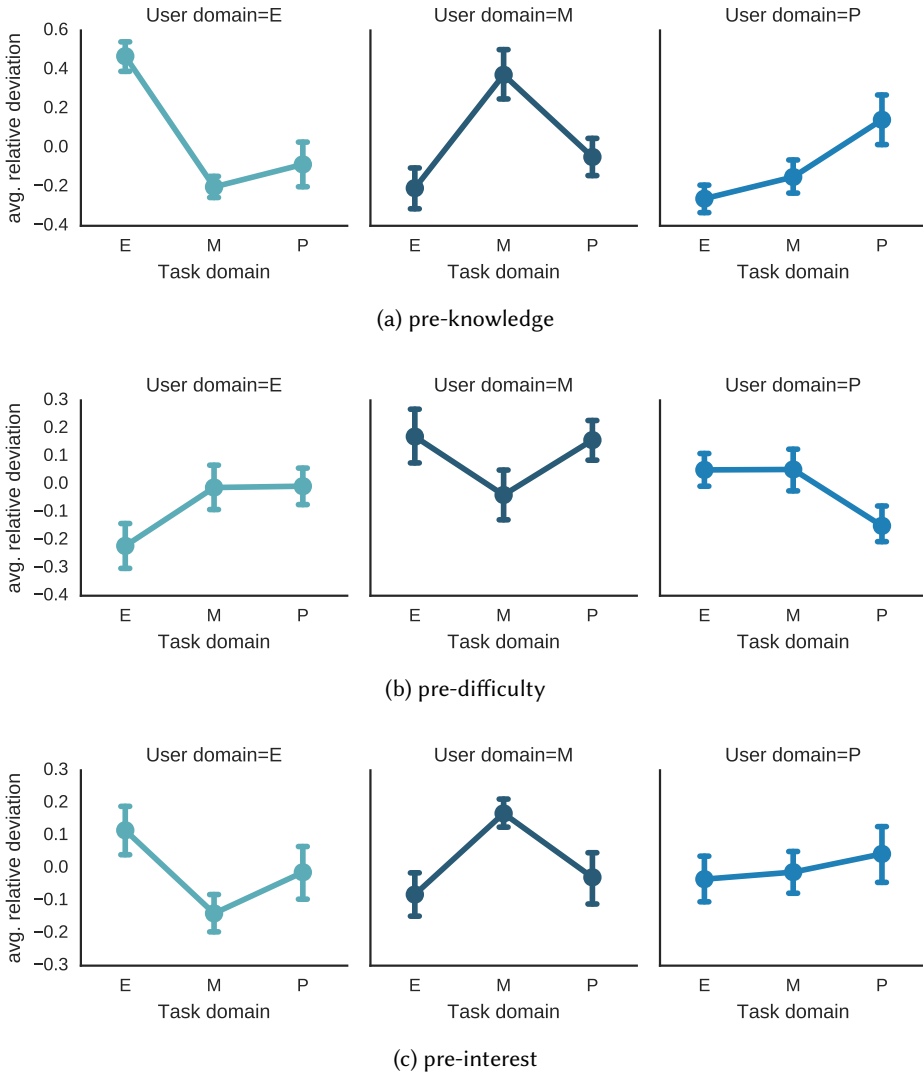 User domain=E User domain=M User domain=P
0.6
0.4
0.2
0.0
−0.2
−0.4
avg. relative deviation
E M P E M P E M P
Task domain Task domain Task domain
(a) pre-knowledge
User domain=E User domain=M User domain=P
0.3
0.2
0.1
0.0
−0.1
−0.2
−0.3
−0.4
avg. relative deviation
E M P E M P E M P
Task domain Task domain Task domain
(b) pre-difficulty
User domain=E User domain=M User domain=P
0.3
0.2
0.1
0.0
−0.1
−0.2
−0.3
avg. relative deviation
E M P E M P E M P
Task domain Task domain Task domain
(c) pre-interest